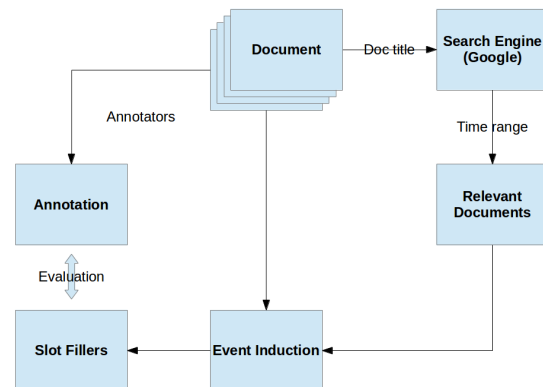 Document
Doc title
Search Engine
(Google)
Annotators
Time range
Annotation
Relevant
Documents
Evaluation
Slot Fillers
Event Induction